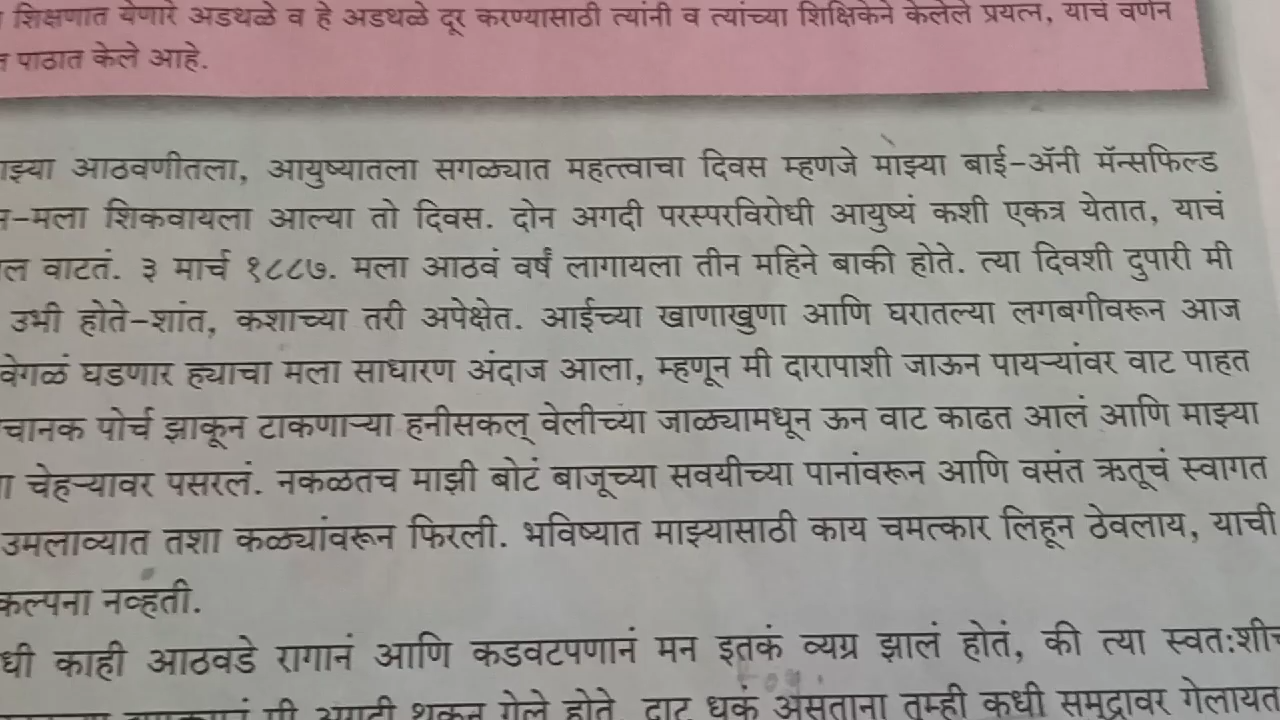 शिक्षणात येणारे अडथळे व हे अडथळे दूर करण्यासाठी त्यांनी व त्यांच्या शिक्षिकेने केलेले प्रयत्न, याचे वर्णन
पाठात केले आहे.
आठवणीतला, आयुष्यातला सगळ्यात महत्त्वाचा दिवस म्हणजे माझ्या बाई-ॲनी मॅन्सफिल्ड
-मला शिकवायला आल्या तो दिवस. दोन अगदी परस्परविरोधी आयुष्यं कशी एकत्र येतात, याचं
वाटतं. ३ मार्च १८८७. मला आठवं वर्षं लागायला तीन महिने बाकी होते. त्या दिवशी दुपारी मी
उभी होते-शांत, कशाच्या तरी अपेक्षेत. आईच्या खाणाखुणा आणि घरातल्या लगबगीवरून आज
वेगळं घडणार ह्याचा मला साधारण अंदाज आला, म्हणून मी दारापाशी जाऊन पायऱ्यांवर वाट पाहत
चानक पोर्च झाकून टाकणाऱ्या हनीसकल् वेलीच्या जाळ्यामधून ऊन वाट काढत आलं आणि माझ्या
चेहऱ्यावर पसरलं. नकळतच माझी बोटं बाजूच्या सवयीच्या पानांवरून आणि वसंत ऋतूचं स्वागत
उमलाव्यात तशा कळ्यांवरून फिरली. भविष्यात माझ्यासाठी काय चमत्कार लिहून ठेवलाय, याची
कल्पना नव्हती.
धी काही आठवडे रागानं आणि कडवटपणानं मन इतकं व्यग्र झालं होतं, की त्या
मी अगदी थकून गेले होते. दाट धुकं असताना तुम्ही कधी समुद्रावर गेलायत